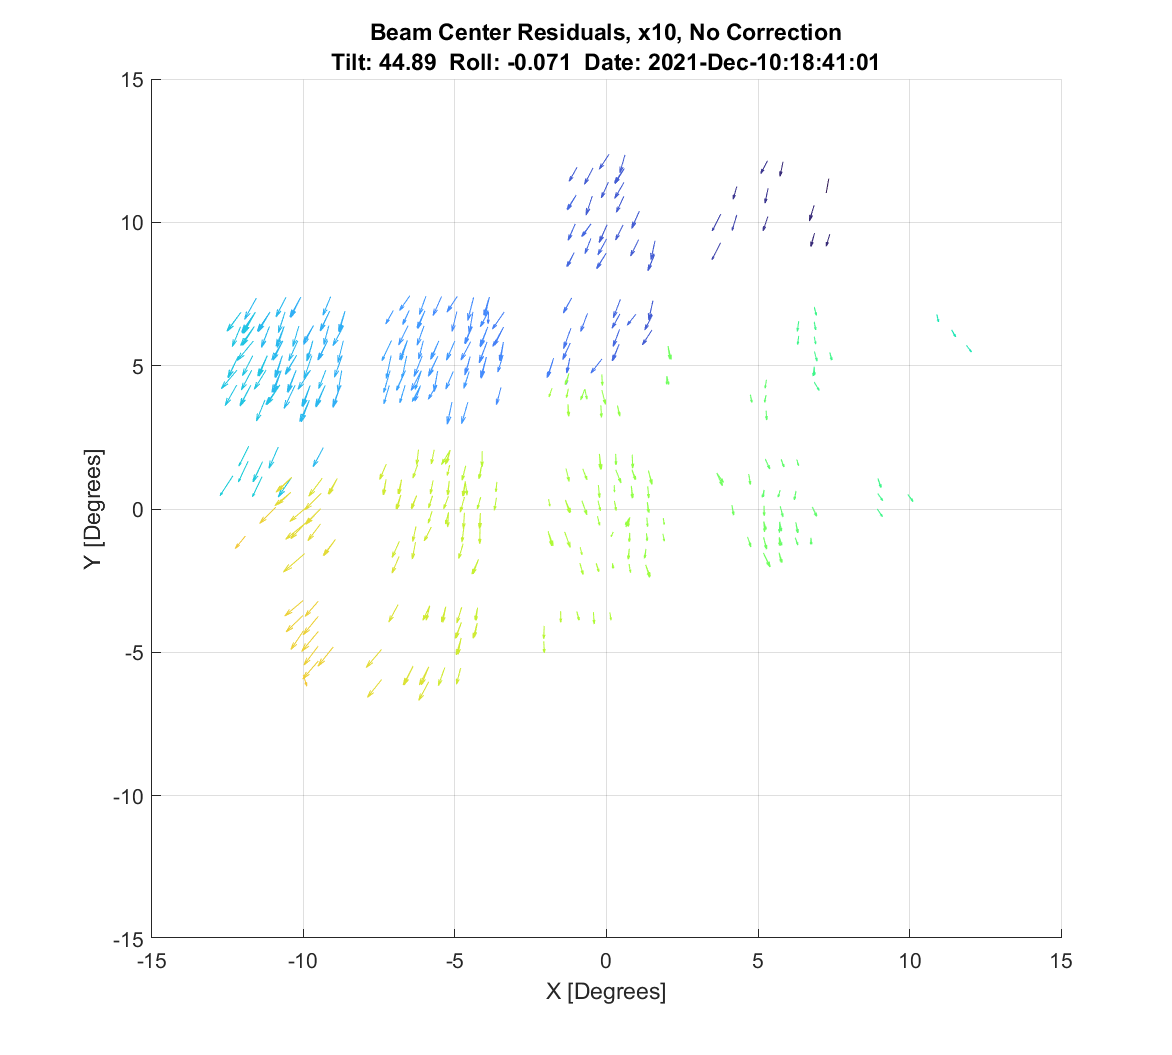 Beam Center Residuals, x10, No Correction
Tilt: 44.89 Roll: -0.071 Date: 2021-Dec-10:18:41:01
15
10
5
0
-5
-10
-15
Y [Degrees]
-15 -10 -5 0 5 10 15
X [Degrees]